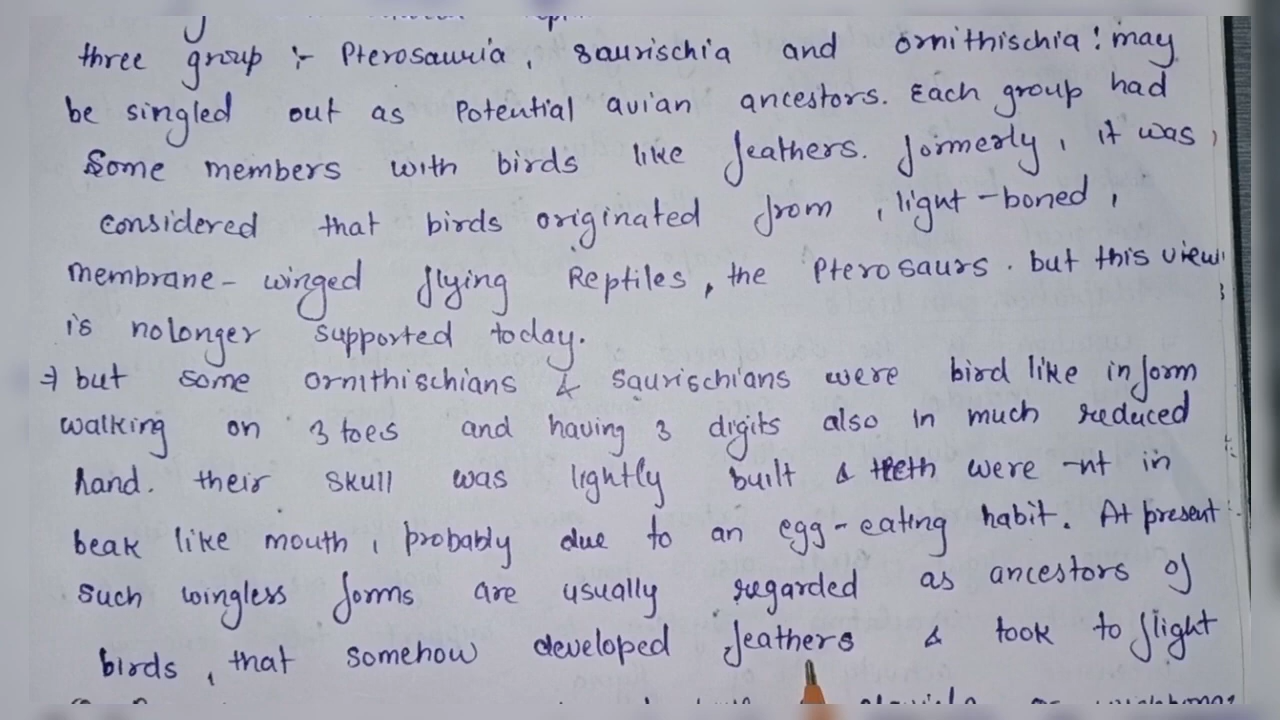 three group :- Pterosauria, saurischia and ornithischia! may
be singled out as Potential avian ancestors. Each group had
Some members with birds like feathers. formerly, it was,
considered that birds originated from, light-boned,
membrane-winged flying Reptiles, the Pterosaurs. but this view
is nolonger supported today.
⇒ but some ornithischians & Saurischians were bird like in form
walking on 3 toes and having 3 digits also in much reduced
hand. their skull was lightly built & teeth were -nt in
beak like mouth, probably due to an egg-eating habit. At present
such wingless forms are usually regarded as ancestors of
birds, that somehow developed feathers & took to flight